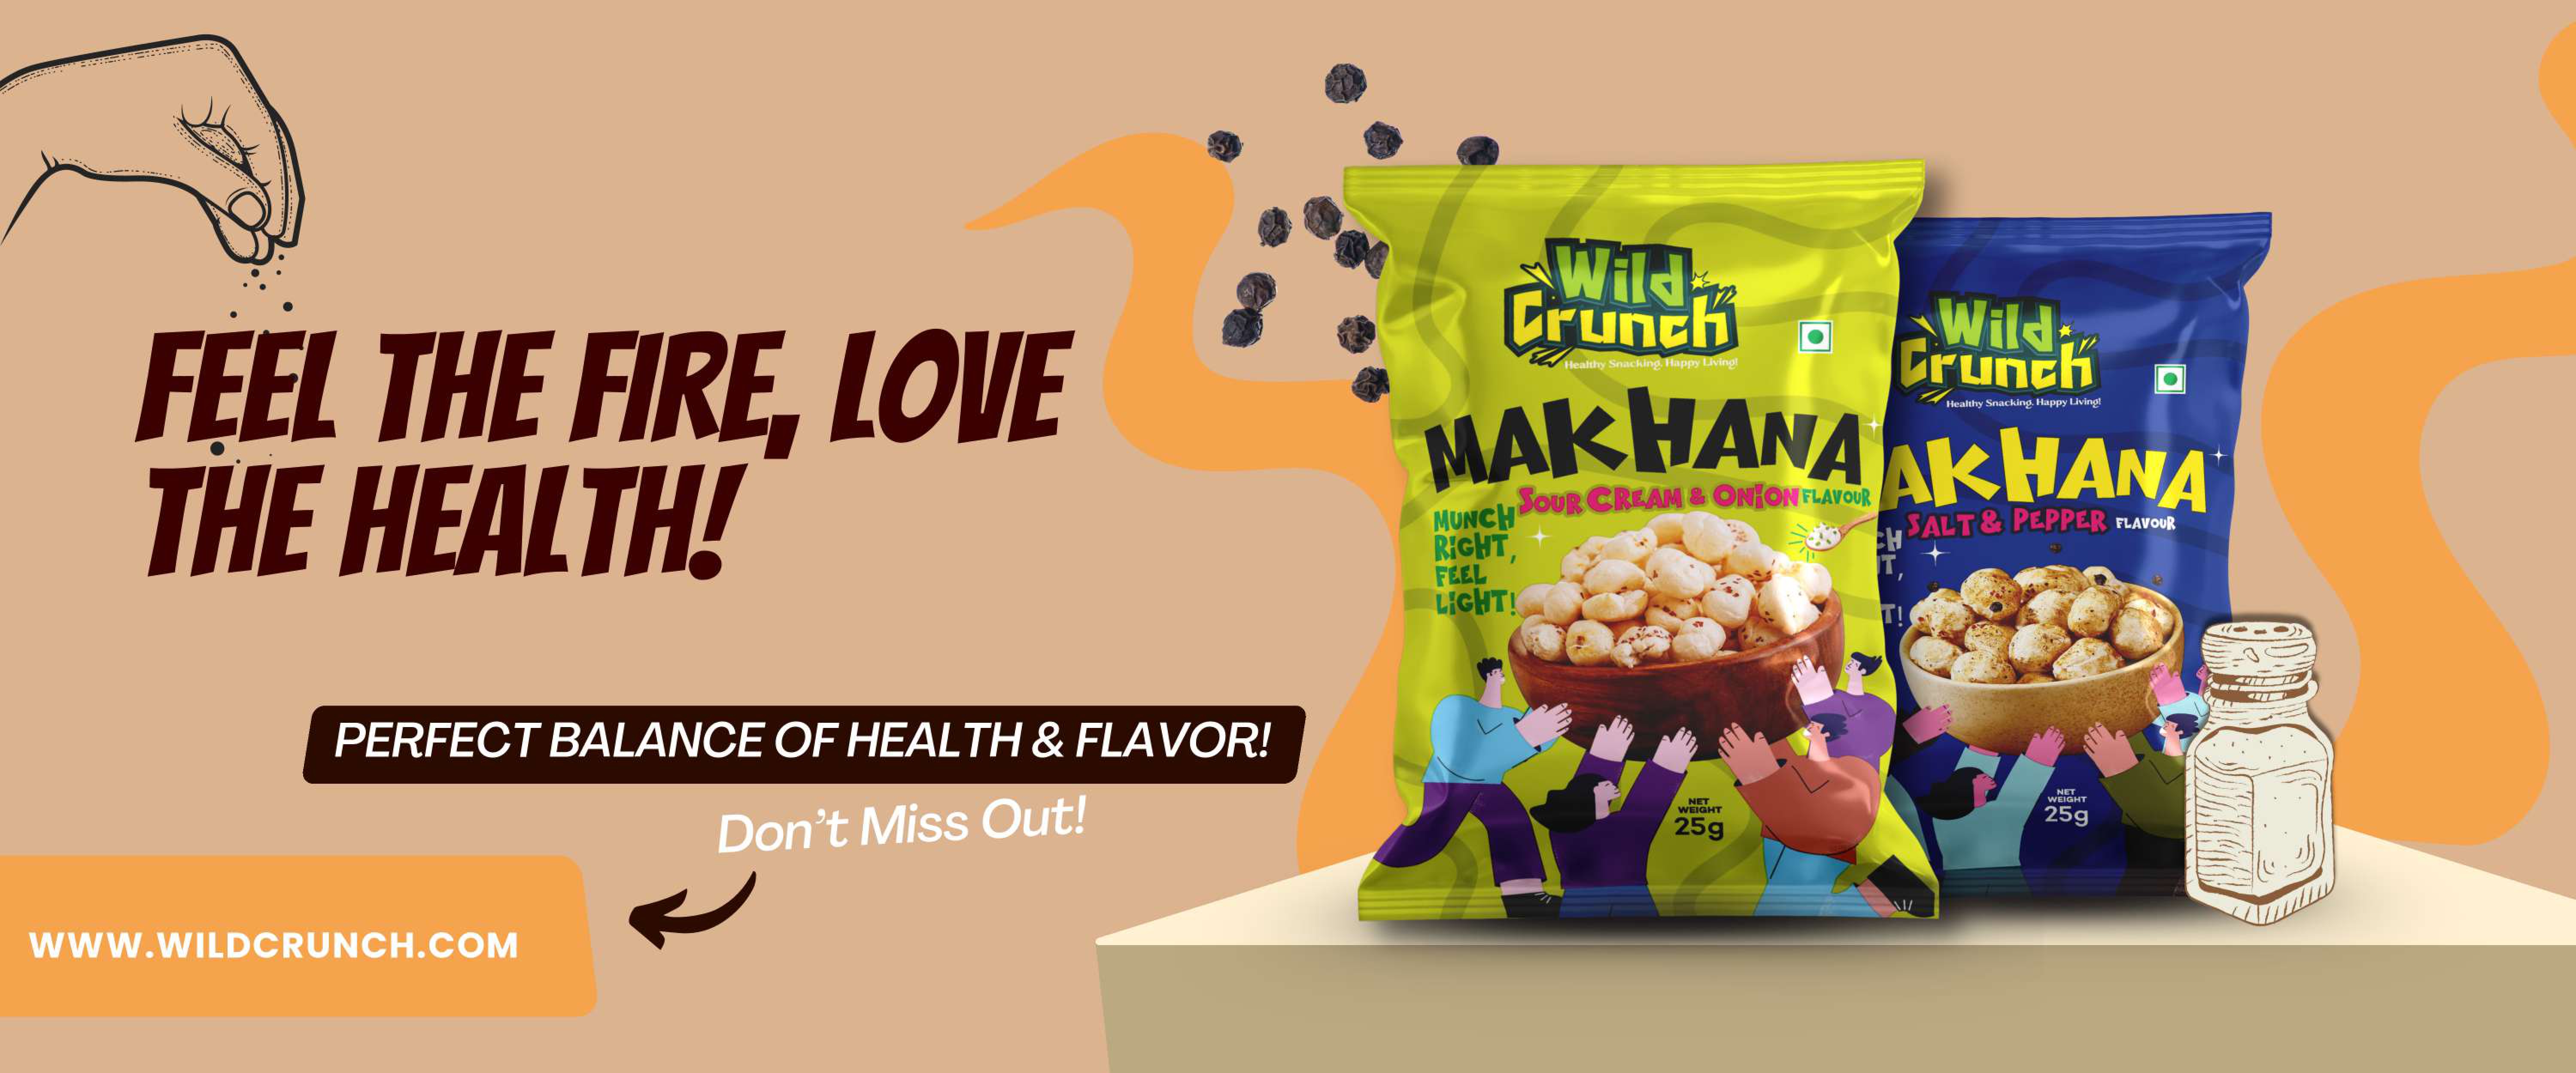 FEEL THE FIRE, LOVE
THE HEALTH!
PERFECT BALANCE OF HEALTH & FLAVOR!
Don't Miss Out!
WWW.WILDCRUNCH.COM
Wild
Crunch
Healthy Snacking. Happy Living!
MAKHANA
SOUR CREAM & ONION FLAVOUR
MUNCH
RIGHT,
FEEL
LIGHT!
NET
WEIGHT
25g
Wild
Crunch
Healthy Snacking. Happy Living!
AKHANA
SALT & PEPPER FLAVOUR
CH
T,
T!
NET
WEIGHT
25g